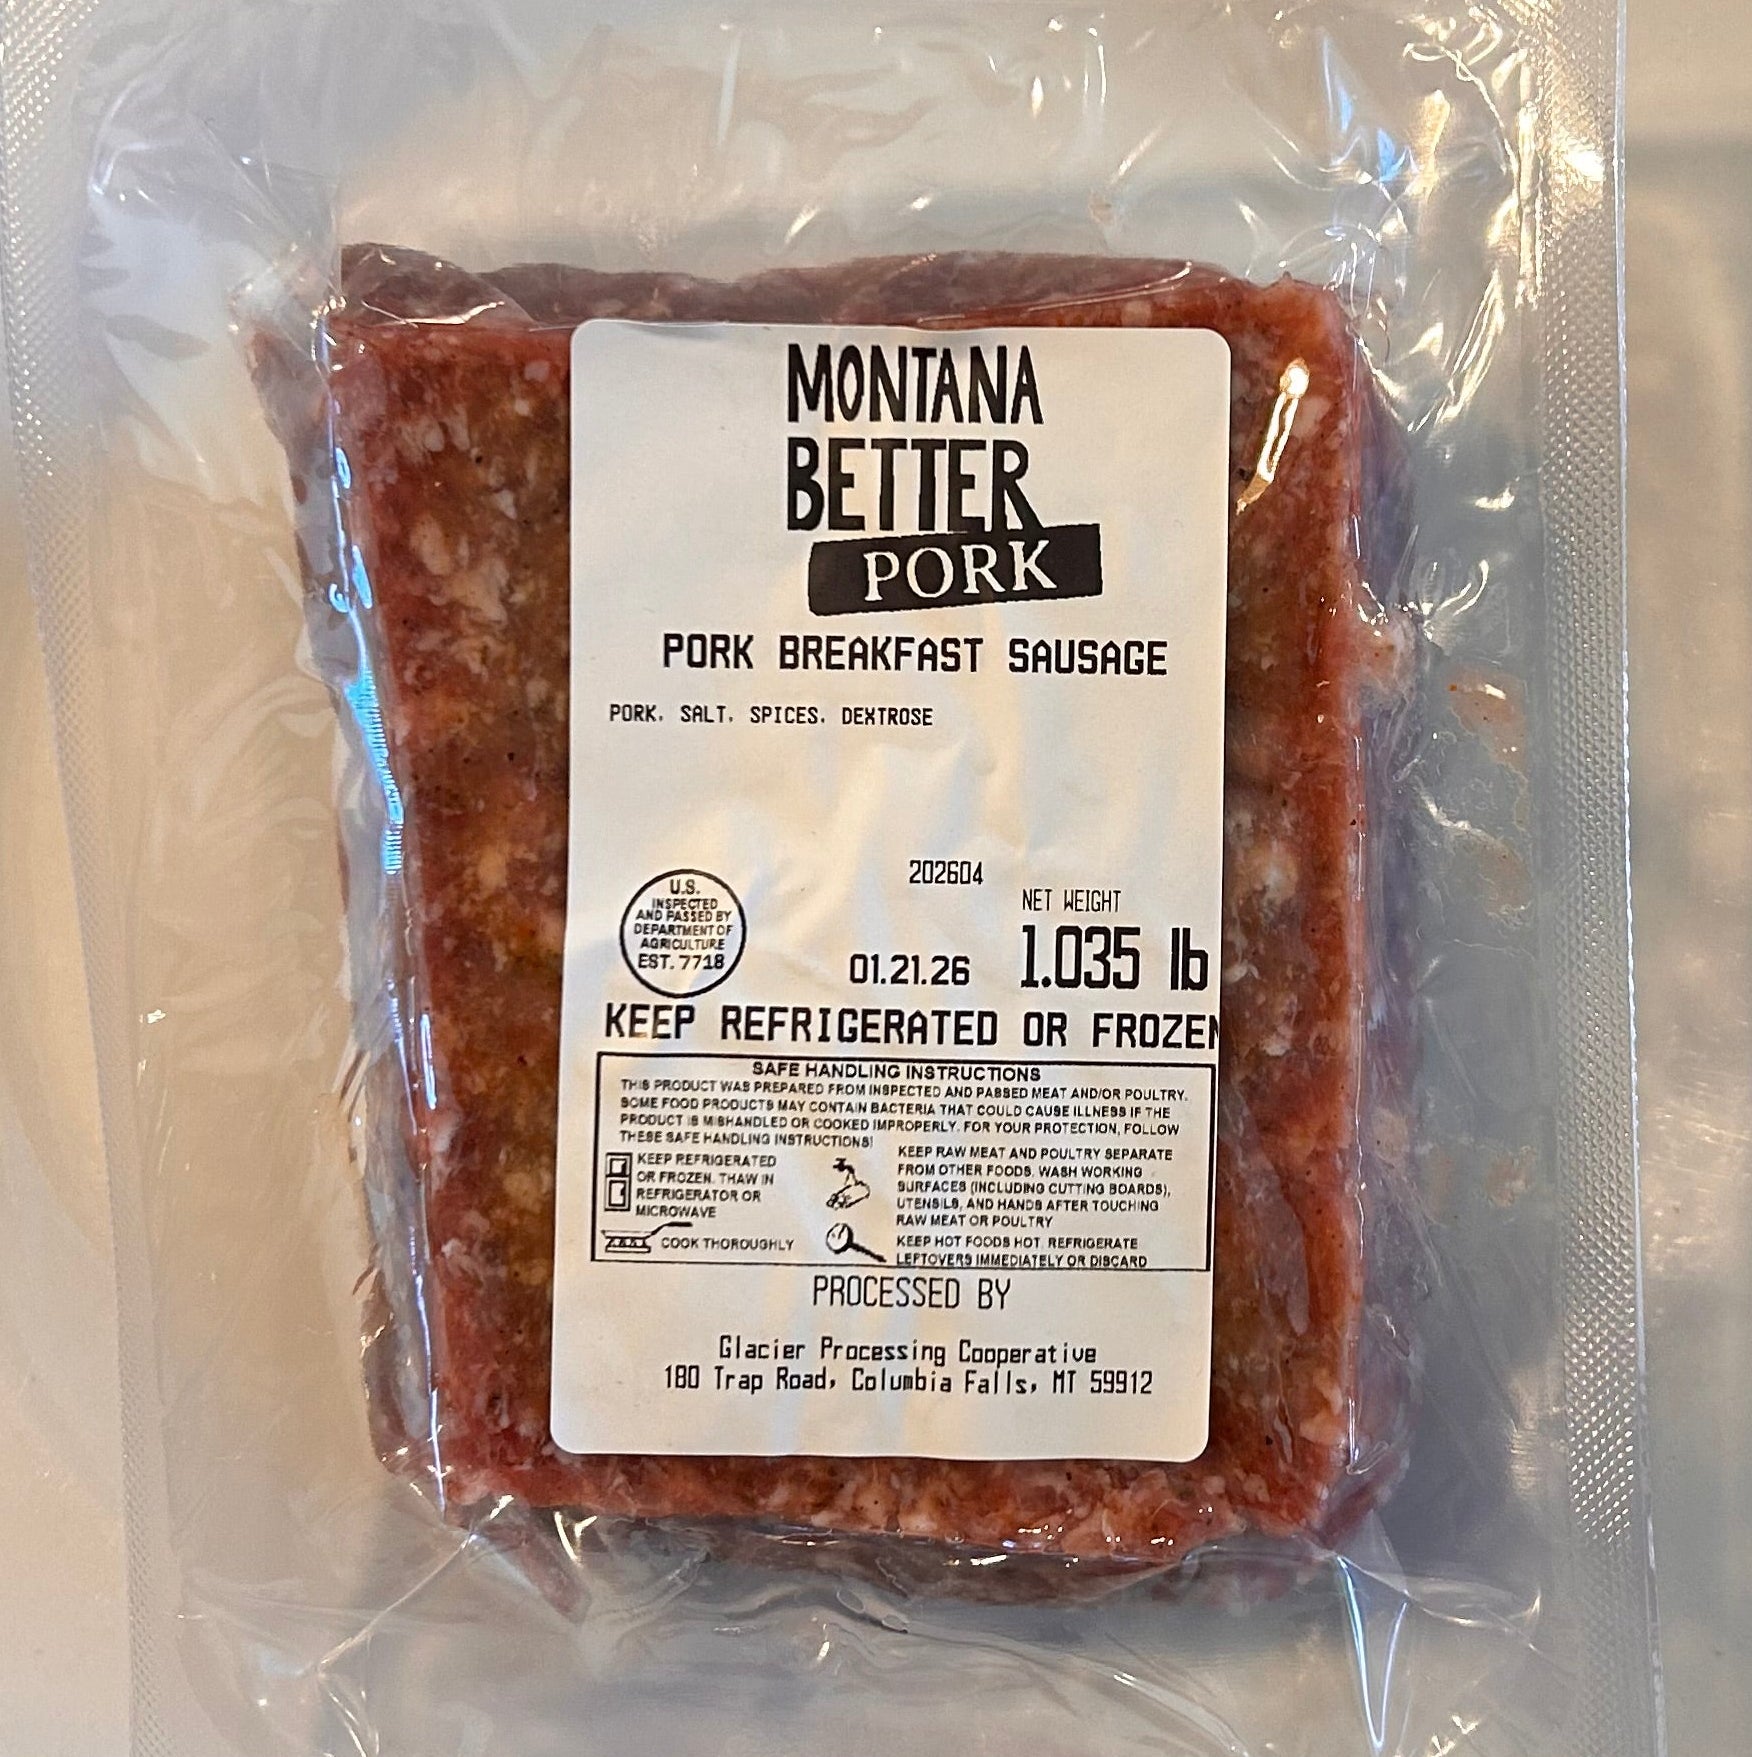 MONTANA
BETTER
PORK
PORK BREAKFAST SAUSAGE
PORK, SALT, SPICES, DEXTROSE
202604
NET WEIGHT
U.S.
INSPECTED
AND PASSED BY
DEPARTMENT OF
AGRICULTURE
EST. 7718
01.21.26
1.035 lb
KEEP REFRIGERATED OR FROZEN
SAFE HANDLING INSTRUCTIONS
THIS PRODUCT WAS PREPARED FROM INSPECTED AND PASSED MEAT AND/OR POULTRY.
SOME FOOD PRODUCTS MAY CONTAIN BACTERIA THAT COULD CAUSE ILLNESS IF THE
PRODUCT IS MISHANDLED OR COOKED IMPROPERLY. FOR YOUR PROTECTION, FOLLOW
THESE SAFE HANDLING INSTRUCTIONS!
KEEP REFRIGERATED
OR FROZEN. THAW IN
REFRIGERATOR OR
MICROWAVE
COOK THOROUGHLY
KEEP RAW MEAT AND POULTRY SEPARATE
FROM OTHER FOODS. WASH WORKING
SURFACES (INCLUDING CUTTING BOARDS),
UTENSILS, AND HANDS AFTER TOUCHING
RAW MEAT OR POULTRY
KEEP HOT FOODS HOT. REFRIGERATE
LEFTOVERS IMMEDIATELY OR DISCARD
PROCESSED BY
Glacier Processing Cooperative
180 Trap Road, Columbia Falls, MT 59912